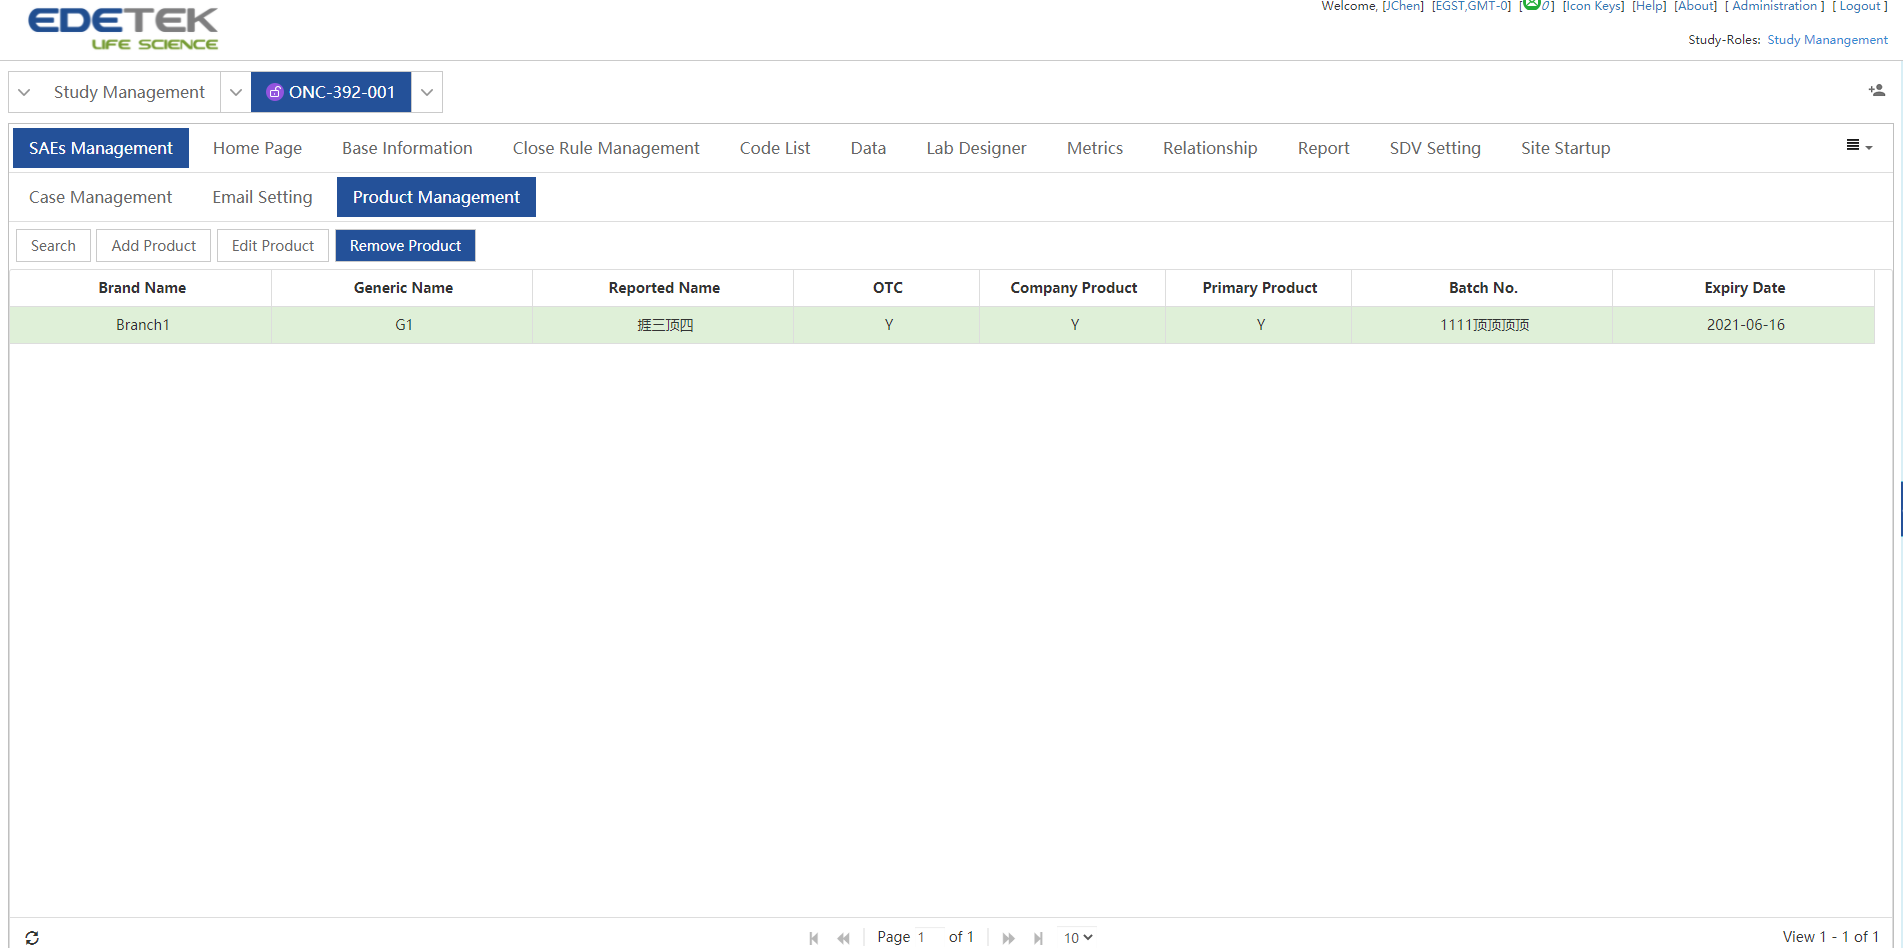 EDETEK
LIFE SCIENCE
Welcome, [JChen] [EGST,GMT-0] [0] [Icon Keys] [Help] [About] [ Administration ] [ Logout ]
Study-Roles: Study Manangement
Study Management ONC-392-001
SAEs Management Home Page Base Information Close Rule Management Code List Data Lab Designer Metrics Relationship Report SDV Setting Site Startup
Case Management Email Setting Product Management
Search Add Product Edit Product Remove Product
Brand Name Generic Name Reported Name OTC Company Product Primary Product Batch No. Expiry Date
Branch1 G1 捱三顶四 Y Y Y 1111顶顶顶顶 2021-06-16
Page 1 of 1 10 View 1 - 1 of 1